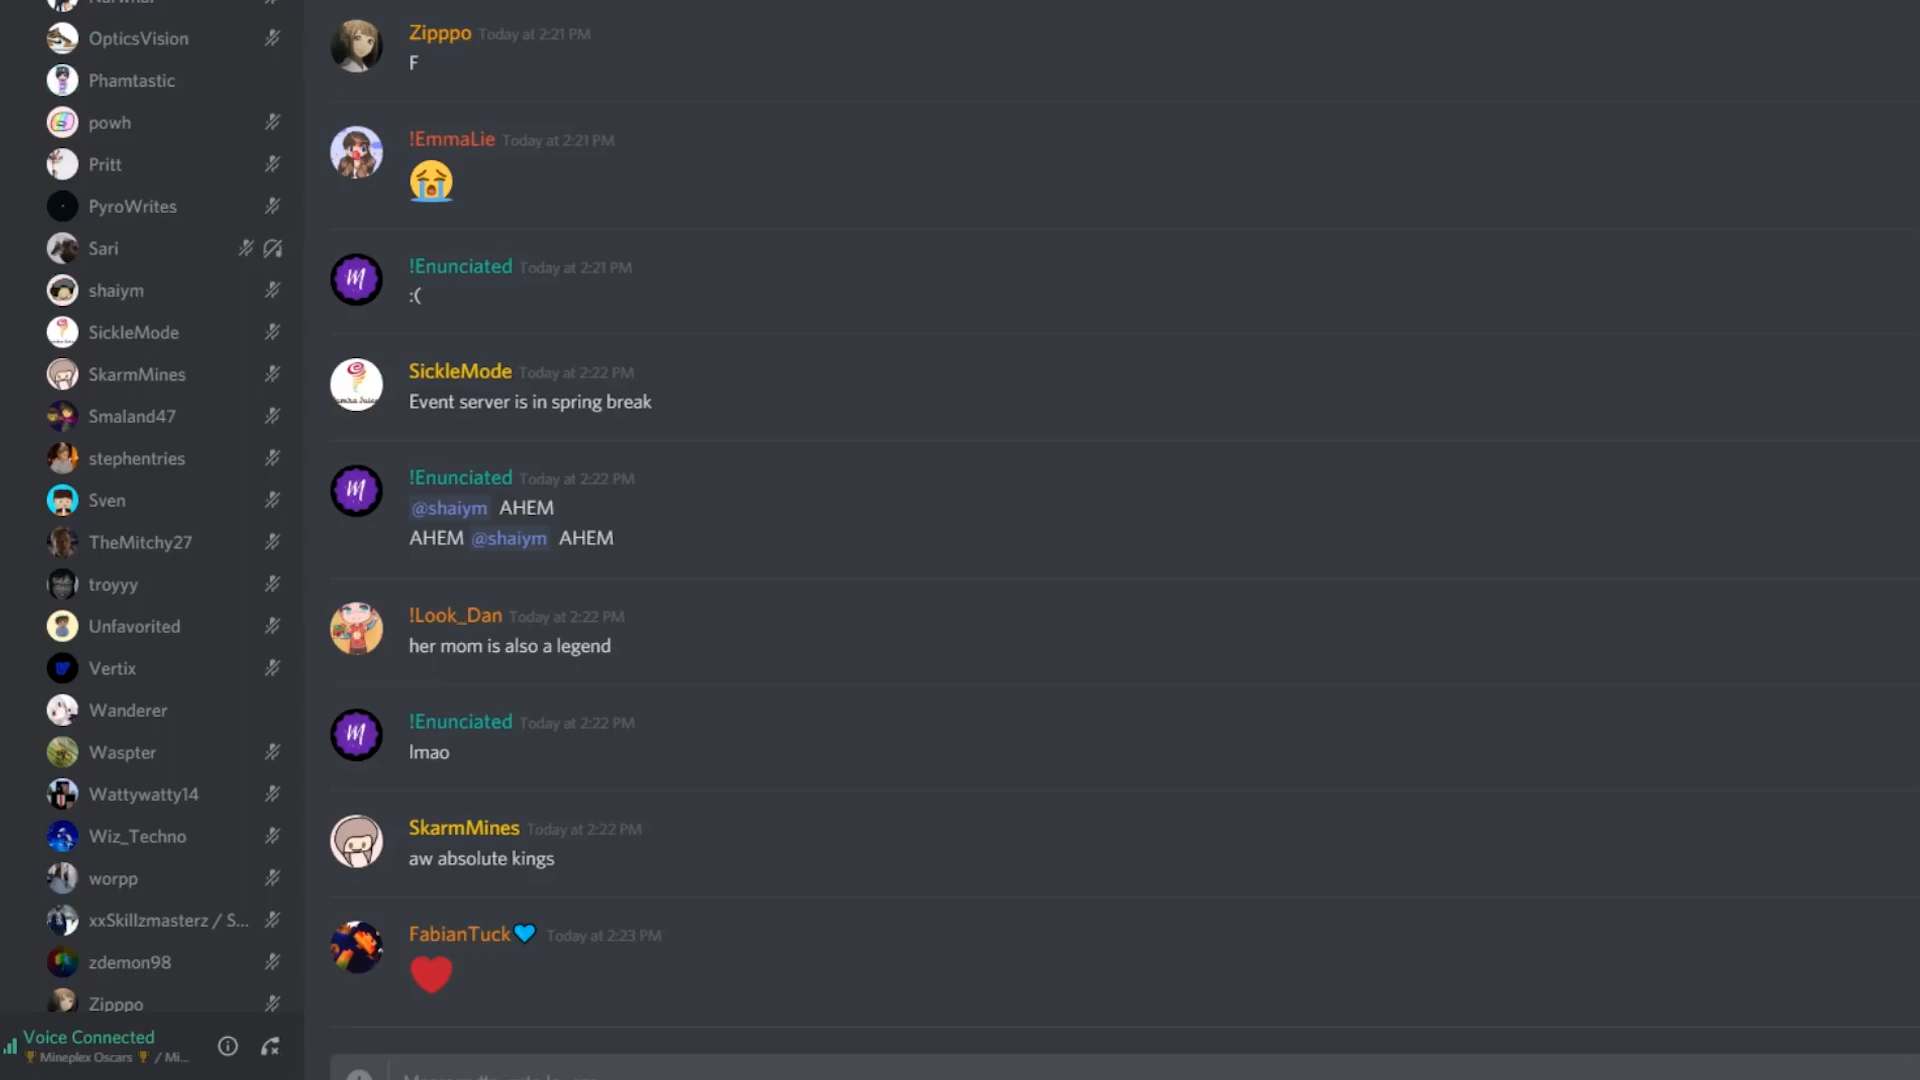 OpticsVision
Phamtastic
powh
Pritt
PyroWrites
Sari
shaiym
SickleMode
SkarmMines
Smaland47
stephentries
Sven
TheMitchy27
troyyy
Unfavorited
Vertix
Wanderer
Waspter
Wattywatty14
Wiz_Techno
worpp
xxSkillzmasterz / S...
zdemon98
Zipppo
Voice Connected
🏆 Mineplex Oscars 🏆 / Mi...
Zipppo Today at 2:21 PM
F
!EmmaLie Today at 2:21 PM
😭
!Enunciated Today at 2:21 PM
:(
SickleMode Today at 2:22 PM
Event server is in spring break
!Enunciated Today at 2:22 PM
@shaiym AHEM
AHEM @shaiym AHEM
!Look_Dan Today at 2:22 PM
her mom is also a legend
!Enunciated Today at 2:22 PM
lmao
SkarmMines Today at 2:22 PM
aw absolute kings
FabianTuck💙 Today at 2:23 PM
❤️